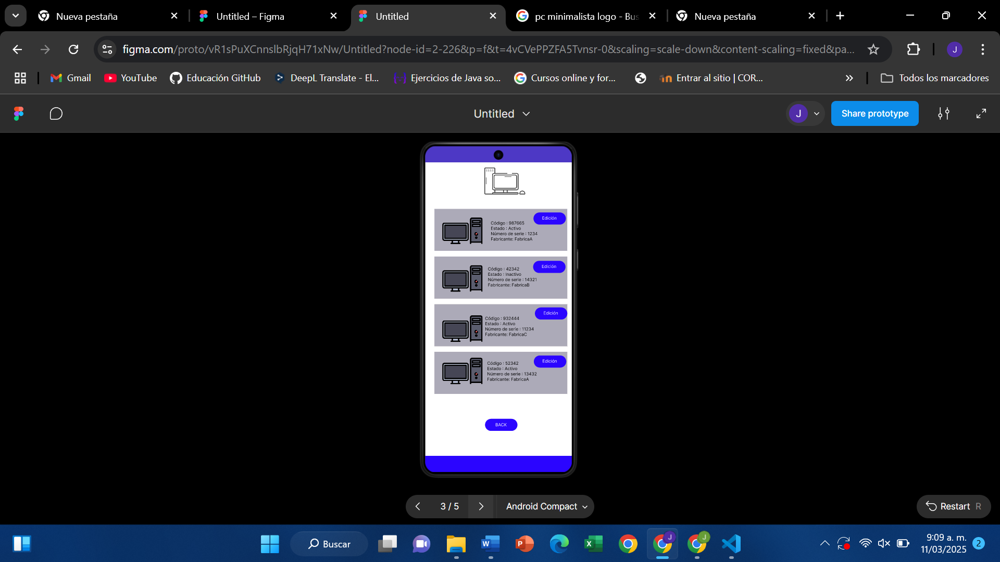 Nueva pestaña
Untitled – Figma
Untitled
pc minimalista logo - Bus
Nueva pestaña
figma.com/proto/vR1sPuXCnnslbRjqH71xNw/Untitled?node-id=2-226&p=f&t=4vCVePPZFA5Tvnsr-0&scaling=scale-down&content-scaling=fixed&pa...
J
Gmail
YouTube
Educación GitHub
DeepL Translate - El...
Ejercicios de Java so...
Cursos online y for...
Entrar al sitio | COR...
Todos los marcadores
Untitled
J
Share prototype
Edición
Código : 987665
Estado : Activo
Número de serie : 1234
Fabricante: FabricaA
Edición
Código : 42342
Estado : Inactivo
Número de serie : 14321
Fabricante: FabricaB
Edición
Código : 932444
Estado : Activo
Número de serie : 11234
Fabricante: FabricaC
Edición
Código : 52342
Estado : Activo
Número de serie : 13432
Fabricante: FabricaA
BACK
3 / 5
Android Compact
Restart R
Buscar
9:09 a. m.
11/03/2025
2